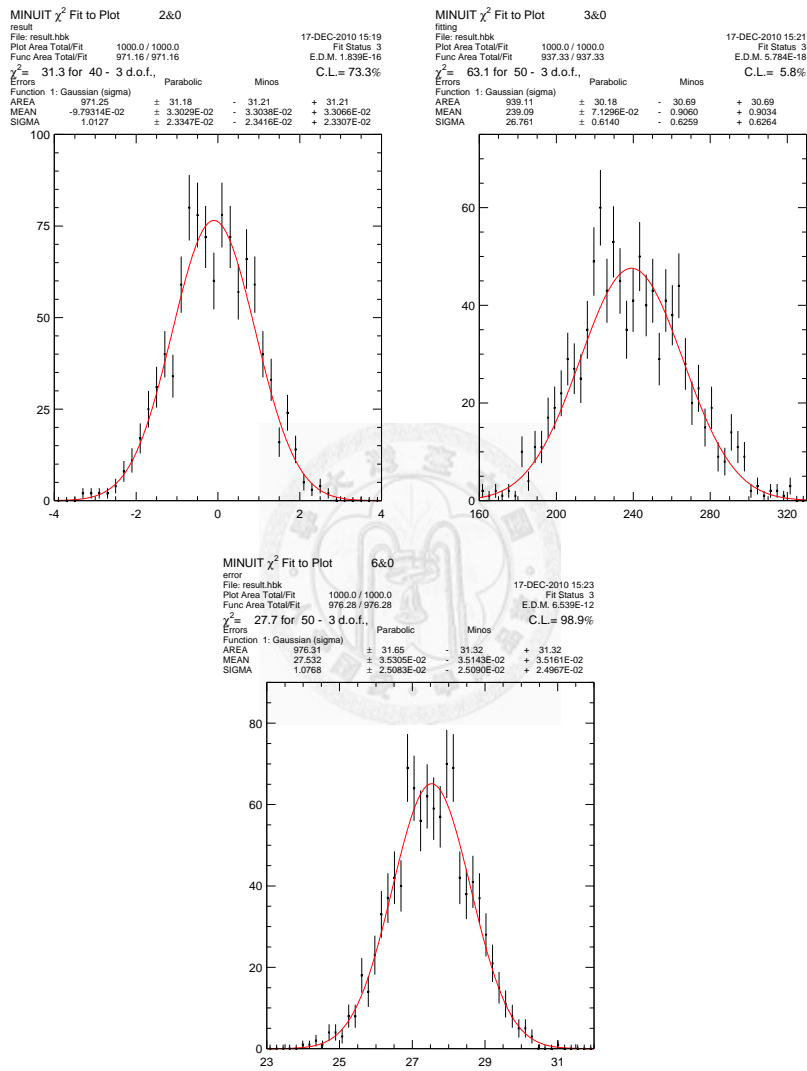 MINUIT χ2 Fit to Plot 2&0
result
File: result.hbk 17-DEC-2010 15:19
Plot Area Total/Fit 1000.0 / 1000.0 Fit Status 3
Func Area Total/Fit 971.16 / 971.16 E.D.M. 1.839E-16
χ2= 31.3 for 40 - 3 d.o.f., C.L.= 73.3%
Errors Parabolic Minos
Function 1: Gaussian (sigma)
AREA 971.25 ± 31.18 - 31.21 + 31.21
MEAN -9.79314E-02 ± 3.3029E-02 - 3.3038E-02 + 3.3066E-02
SIGMA 1.0127 ± 2.3347E-02 - 2.3416E-02 + 2.3307E-02
100
75
50
25
0
-4 -2 0 2 4
MINUIT χ2 Fit to Plot 3&0
fitting
File: result.hbk 17-DEC-2010 15:21
Plot Area Total/Fit 1000.0 / 1000.0 Fit Status 3
Func Area Total/Fit 937.33 / 937.33 E.D.M. 5.784E-18
χ2= 63.1 for 50 - 3 d.o.f., C.L.= 5.8%
Errors Parabolic Minos
Function 1: Gaussian (sigma)
AREA 939.11 ± 30.18 - 30.69 + 30.69
MEAN 239.09 ± 7.1296E-02 - 0.9060 + 0.9034
SIGMA 26.761 ± 0.6140 - 0.6259 + 0.6264
60
40
20
0
160 200 240 280 320
MINUIT χ2 Fit to Plot 6&0
error
File: result.hbk 17-DEC-2010 15:23
Plot Area Total/Fit 1000.0 / 1000.0 Fit Status 3
Func Area Total/Fit 976.28 / 976.28 E.D.M. 6.539E-12
χ2= 27.7 for 50 - 3 d.o.f., C.L.= 98.9%
Errors Parabolic Minos
Function 1: Gaussian (sigma)
AREA 976.31 ± 31.65 - 31.32 + 31.32
MEAN 27.532 ± 3.5305E-02 - 3.5143E-02 + 3.5161E-02
SIGMA 1.0768 ± 2.5083E-02 - 2.5090E-02 + 2.4967E-02
80
60
40
20
0
23 25 27 29 31